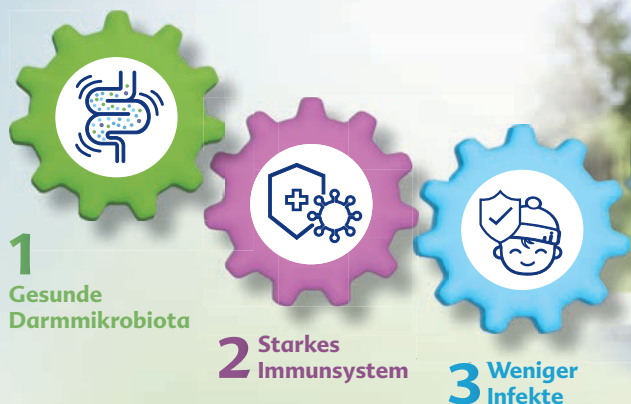 1
Gesunde
Darmmikrobiota
2 Starkes
Immunsystem
3 Weniger
Infekte